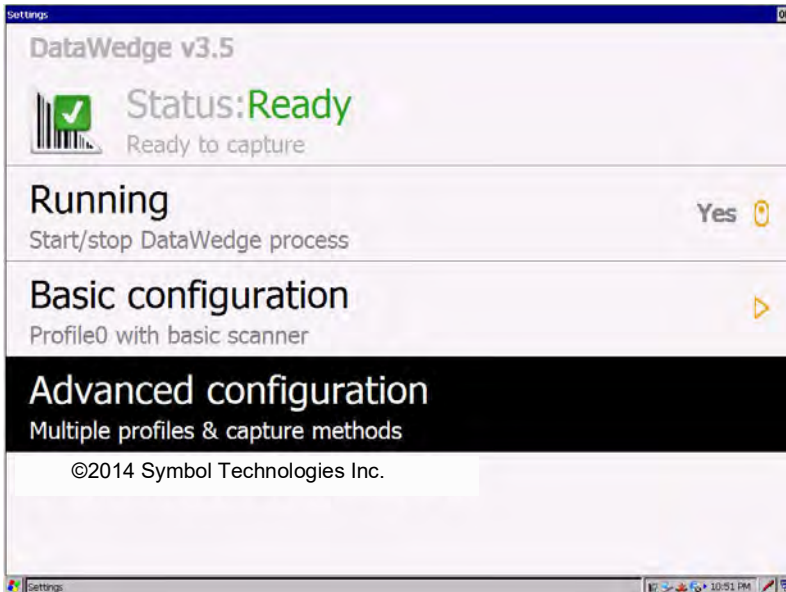 Settings
DataWedge v3.5
Status:Ready
Ready to capture
Running
Yes
Start/stop DataWedge process
Basic configuration
Profile0 with basic scanner
Advanced configuration
Multiple profiles & capture methods
©2014 Symbol Technologies Inc.
Settings
10:51 PM